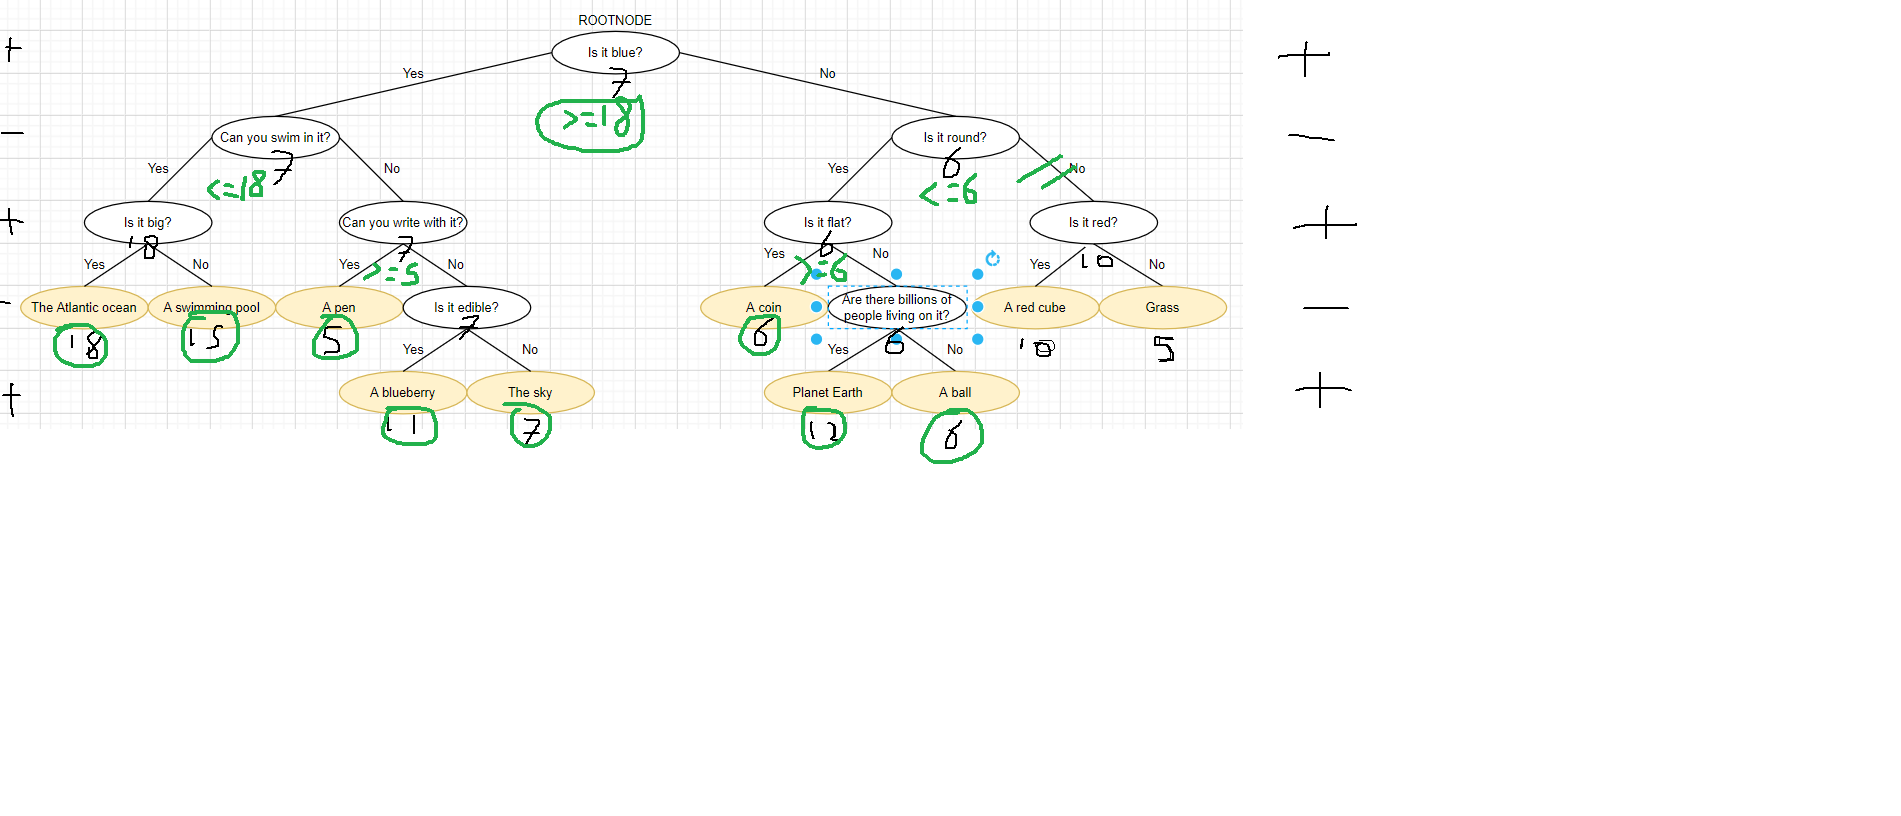 ROOTNODE
+
Is it blue?
+
Yes
7
No
>=18
−
Can you swim in it?
Is it round?
−
Yes
7
No
Yes
6
No
<=18
<=6
+
Is it big?
Can you write with it?
Is it flat?
Is it red?
+
18
7
6
10
Yes
No
Yes
>=5
No
Yes
>=6
No
Yes
No
-
The Atlantic ocean
A swimming pool
A pen
Is it edible?
A coin
Are there billions of
people living on it?
A red cube
Grass
−
18
15
5
7
6
6
10
5
Yes
No
Yes
No
+
A blueberry
The sky
Planet Earth
A ball
+
11
7
12
6